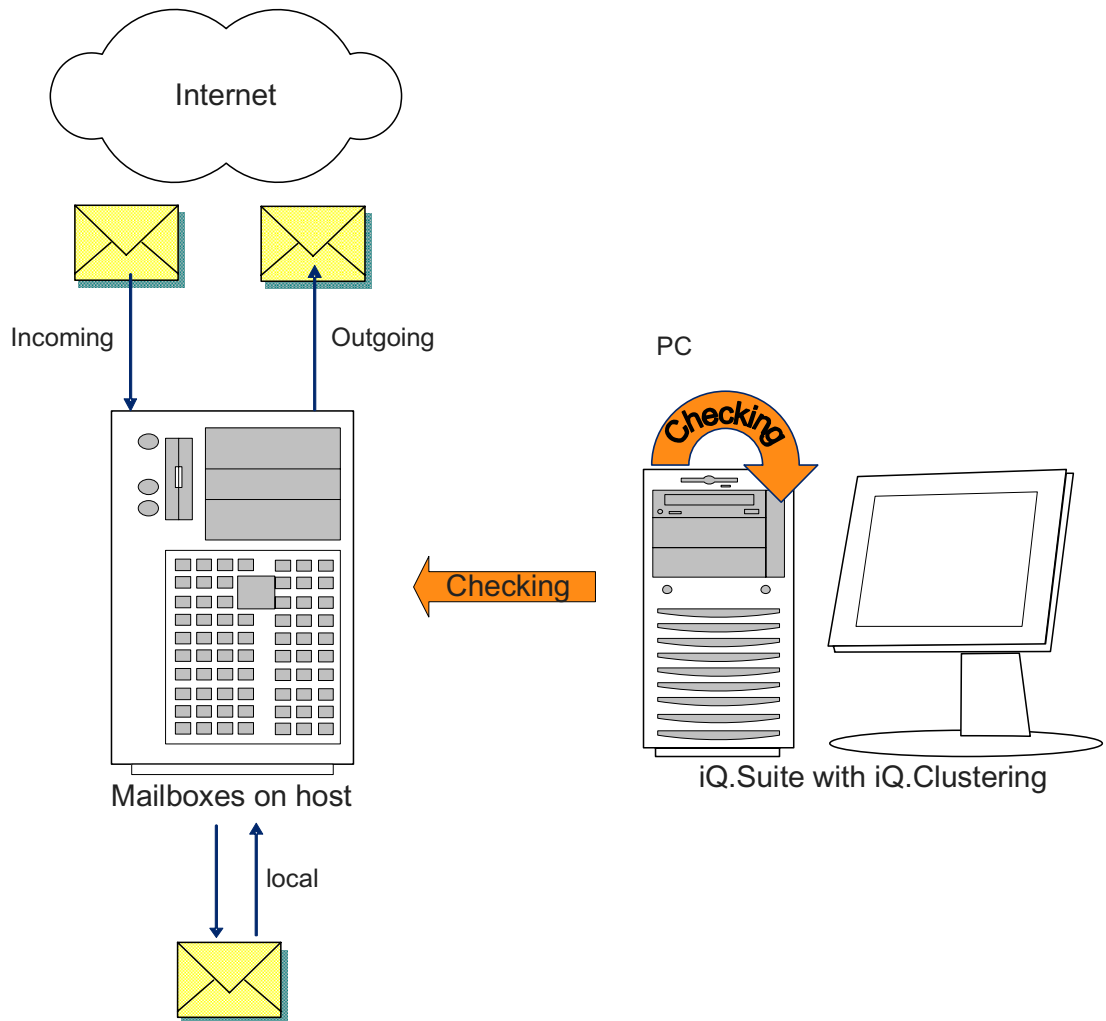 Internet
Incoming
Outgoing
PC
Checking
Checking
Mailboxes on host
iQ.Suite with iQ.Clustering
local